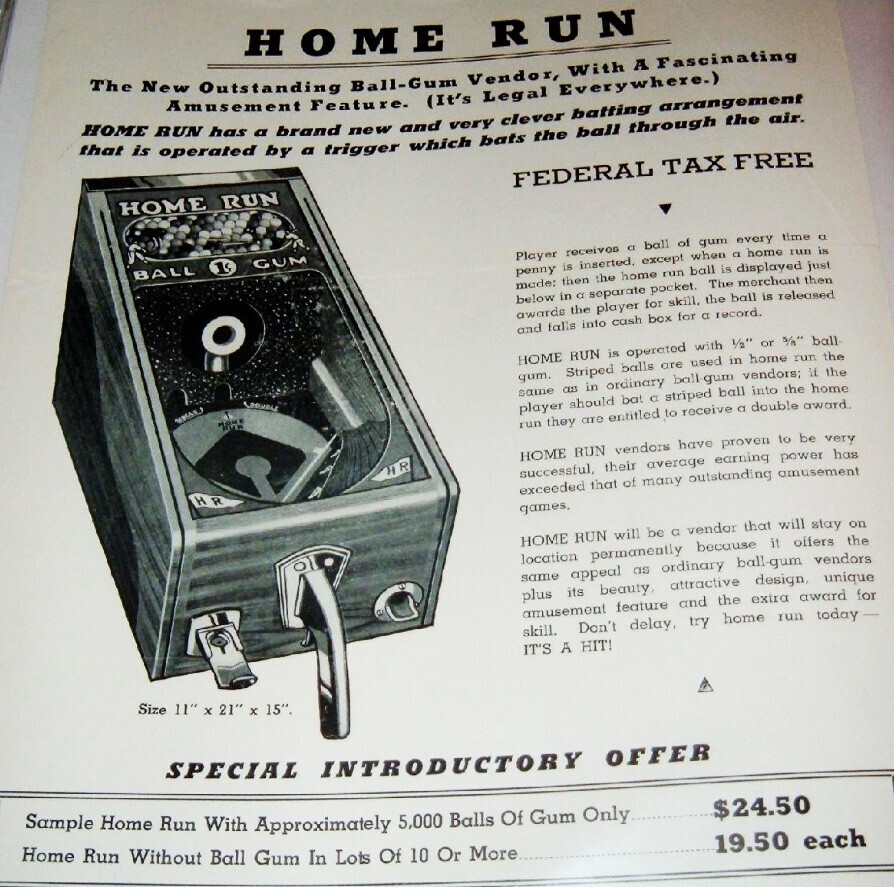 HOME RUN
The New Outstanding Ball-Gum Vendor, With A Fascinating
Amusement Feature. (It's Legal Everywhere.)
HOME RUN has a brand new and very clever batting arrangement
that is operated by a trigger which bats the ball through the air.
FEDERAL TAX FREE
Player receives a ball of gum every time a
penny is inserted, except when a home run is
made; then the home run ball is displayed just
below in a separate pocket. The merchant then
awards the player for skill, the ball is released
and falls into cash box for a record.
HOME RUN is operated with ½" or ⅝" ball-
gum. Striped balls are used in home run the
same as in ordinary ball-gum vendors; if the
player should bat a striped ball into the home
run they are entitled to receive a double award.
HOME RUN vendors have proven to be very
successful, their average earning power has
exceeded that of many outstanding amusement
games.
HOME RUN will be a vendor that will stay on
location permanently because it offers the
same appeal as ordinary ball-gum vendors
plus its beauty, attractive design, unique
amusement feature and the extra award for
skill. Don't delay, try home run today—
IT'S A HIT!
HOME RUN
BALL 1¢ GUM
DOUBLE
HOME
RUN
HR
HR
Size 11" x 21" x 15".
SPECIAL INTRODUCTORY OFFER
Sample Home Run With Approximately 5,000 Balls Of Gum Only $24.50
Home Run Without Ball Gum In Lots Of 10 Or More 19.50 each